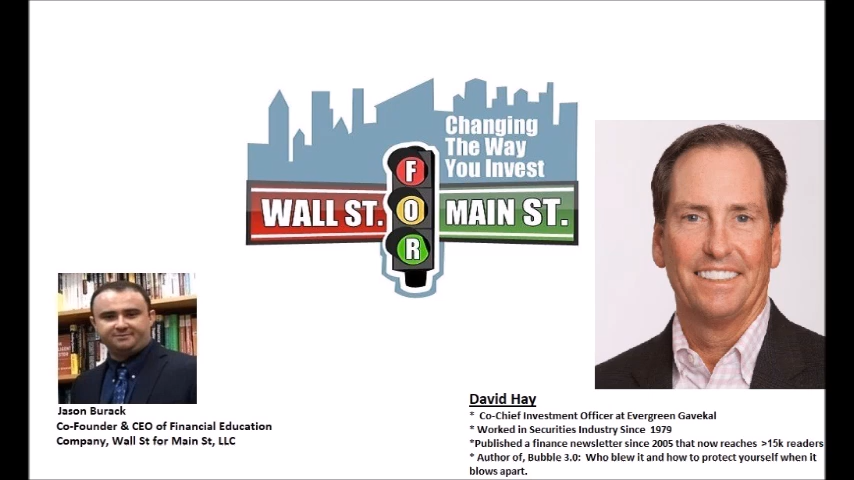 Changing
The Way
You Invest
WALL ST. FOR MAIN ST.
Jason Burack
Co-Founder & CEO of Financial Education
Company, Wall St for Main St, LLC
David Hay
* Co-Chief Investment Officer at Evergreen Gavekal
* Worked in Securities Industry Since 1979
*Published a finance newsletter since 2005 that now reaches >15k readers
* Author of, Bubble 3.0: Who blew it and how to protect yourself when it
blows apart.